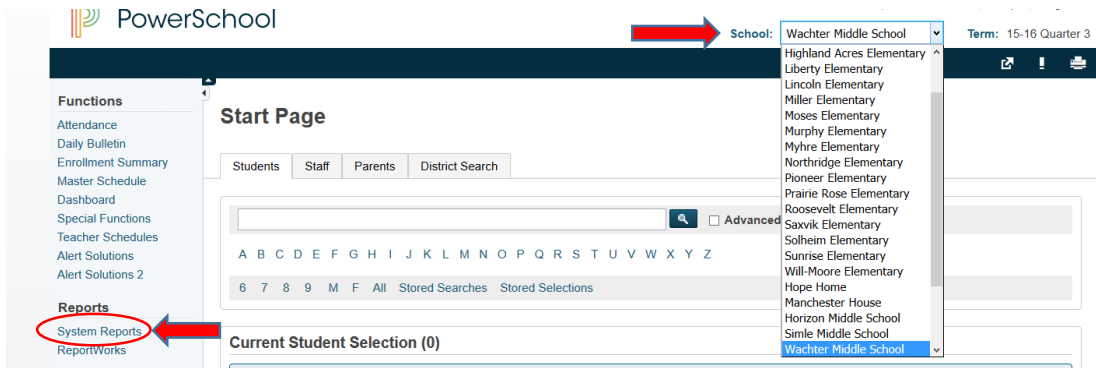 PowerSchool
School: Wachter Middle School Term: 15-16 Quarter 3
Highland Acres Elementary
Liberty Elementary
Lincoln Elementary
Miller Elementary
Moses Elementary
Murphy Elementary
Myhre Elementary
Northridge Elementary
Pioneer Elementary
Prairie Rose Elementary
Roosevelt Elementary
Saxvik Elementary
Solheim Elementary
Sunrise Elementary
Will-Moore Elementary
Hope Home
Manchester House
Horizon Middle School
Simle Middle School
Wachter Middle School
Functions
Attendance
Daily Bulletin
Enrollment Summary
Master Schedule
Dashboard
Special Functions
Teacher Schedules
Alert Solutions
Alert Solutions 2
Reports
System Reports
ReportWorks
Start Page
Students Staff Parents District Search
Advanced
A B C D E F G H I J K L M N O P Q R S T U V W X Y Z
6 7 8 9 M F All Stored Searches Stored Selections
Current Student Selection (0)